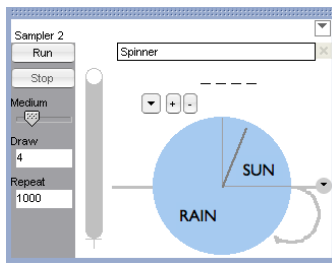 Sampler 2
Run
Spinner
Stop
Medium
+ -
Draw
4
SUN
Repeat
1000
RAIN